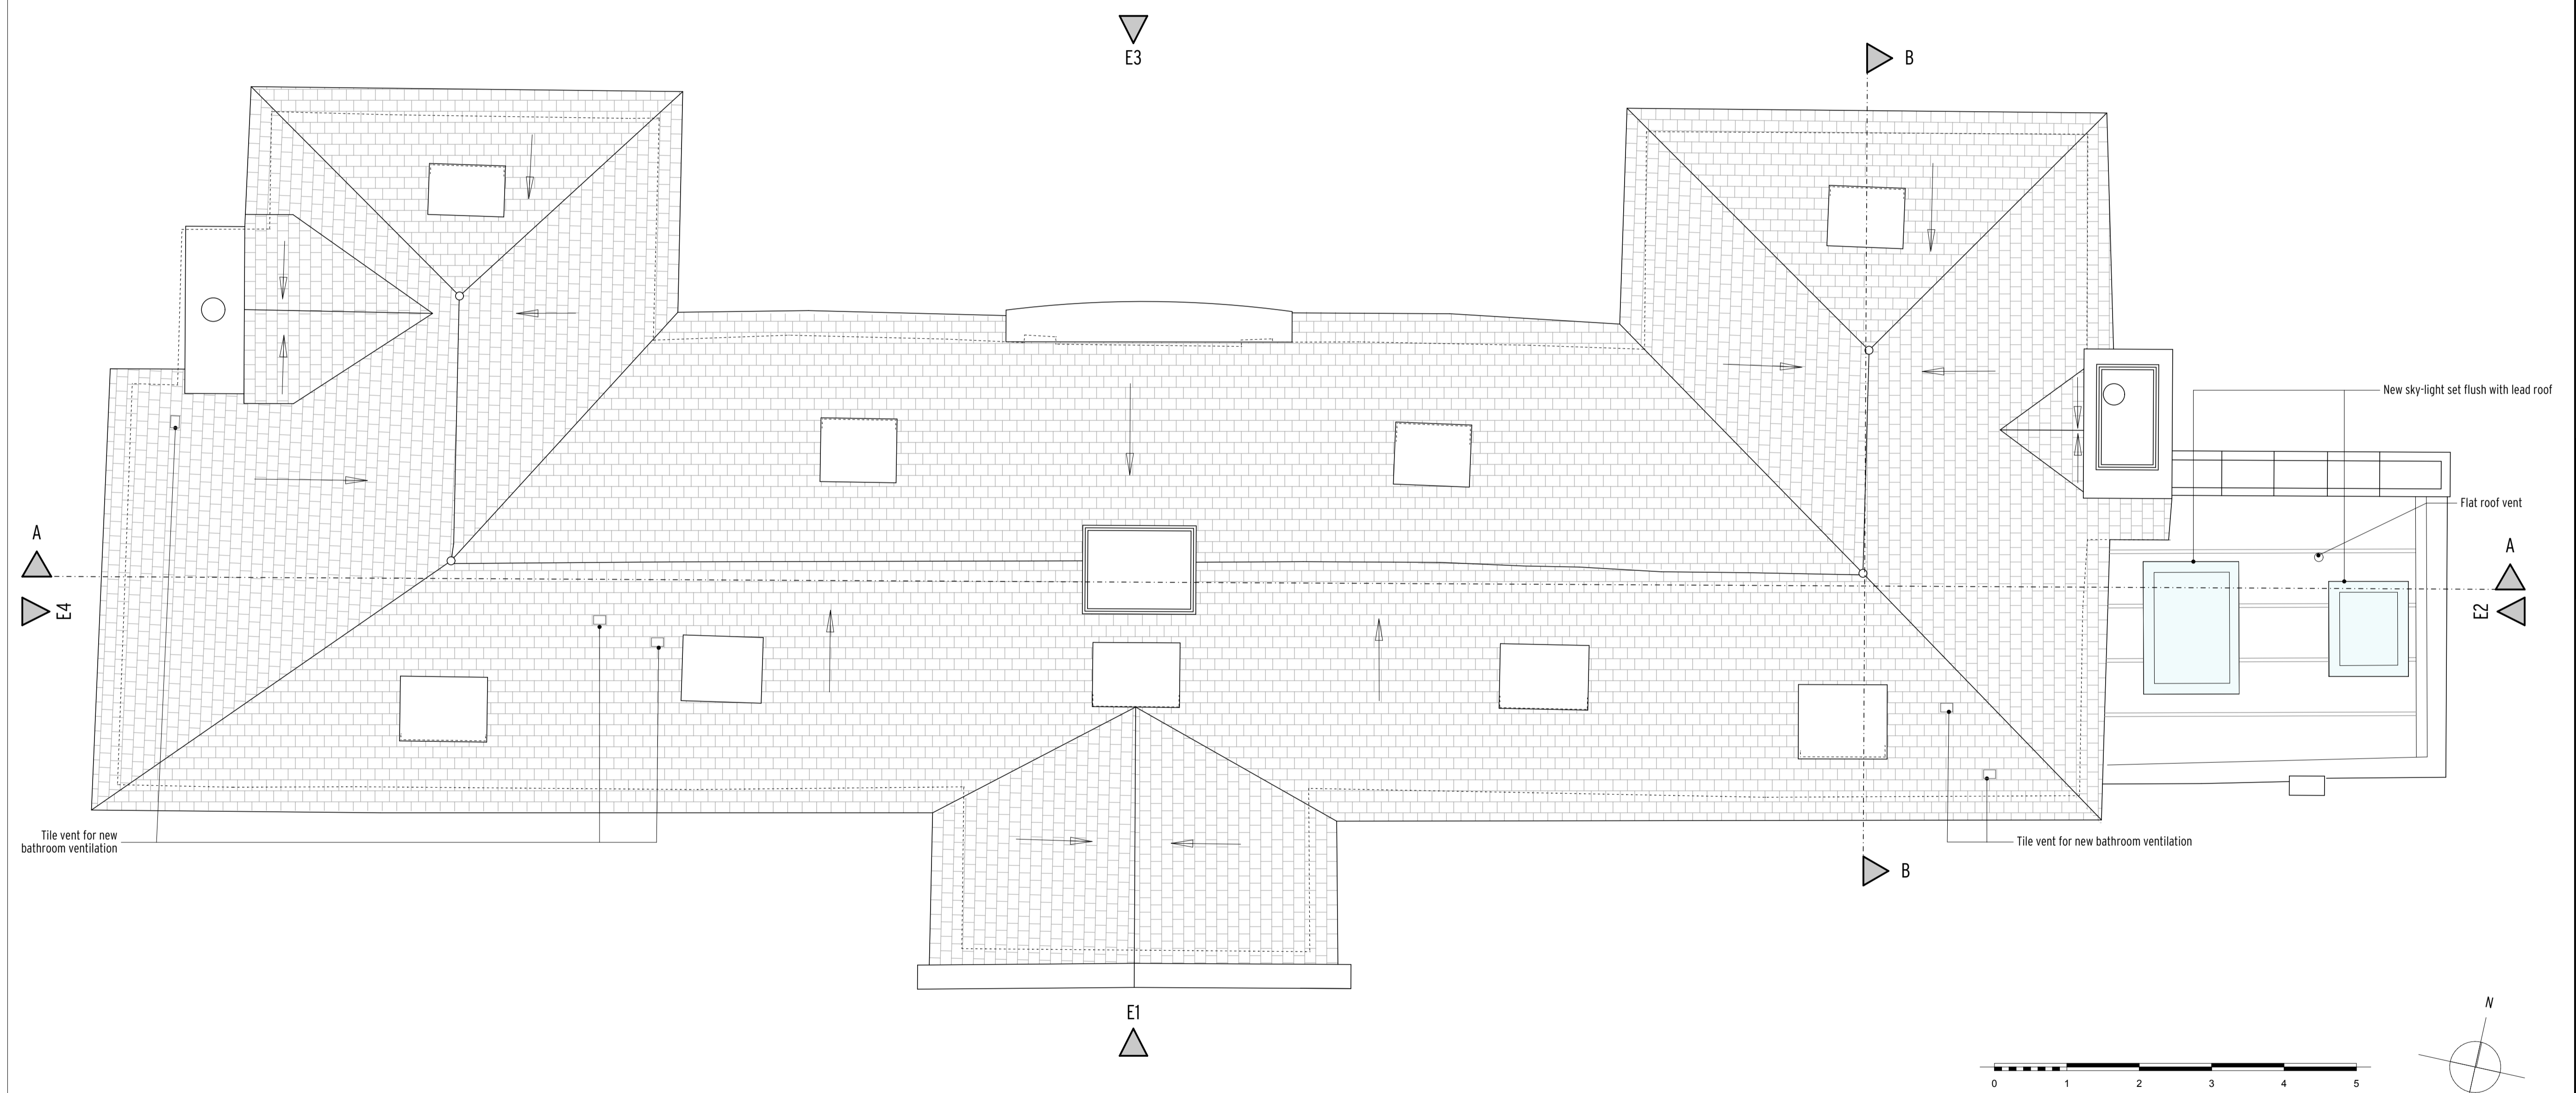 E3
B
New sky-light set flush with lead roof
Flat roof vent
A
A
E4
E2
Tile vent for new
bathroom ventilation
Tile vent for new bathroom ventilation
B
E1
N
0 1 2 3 4 5